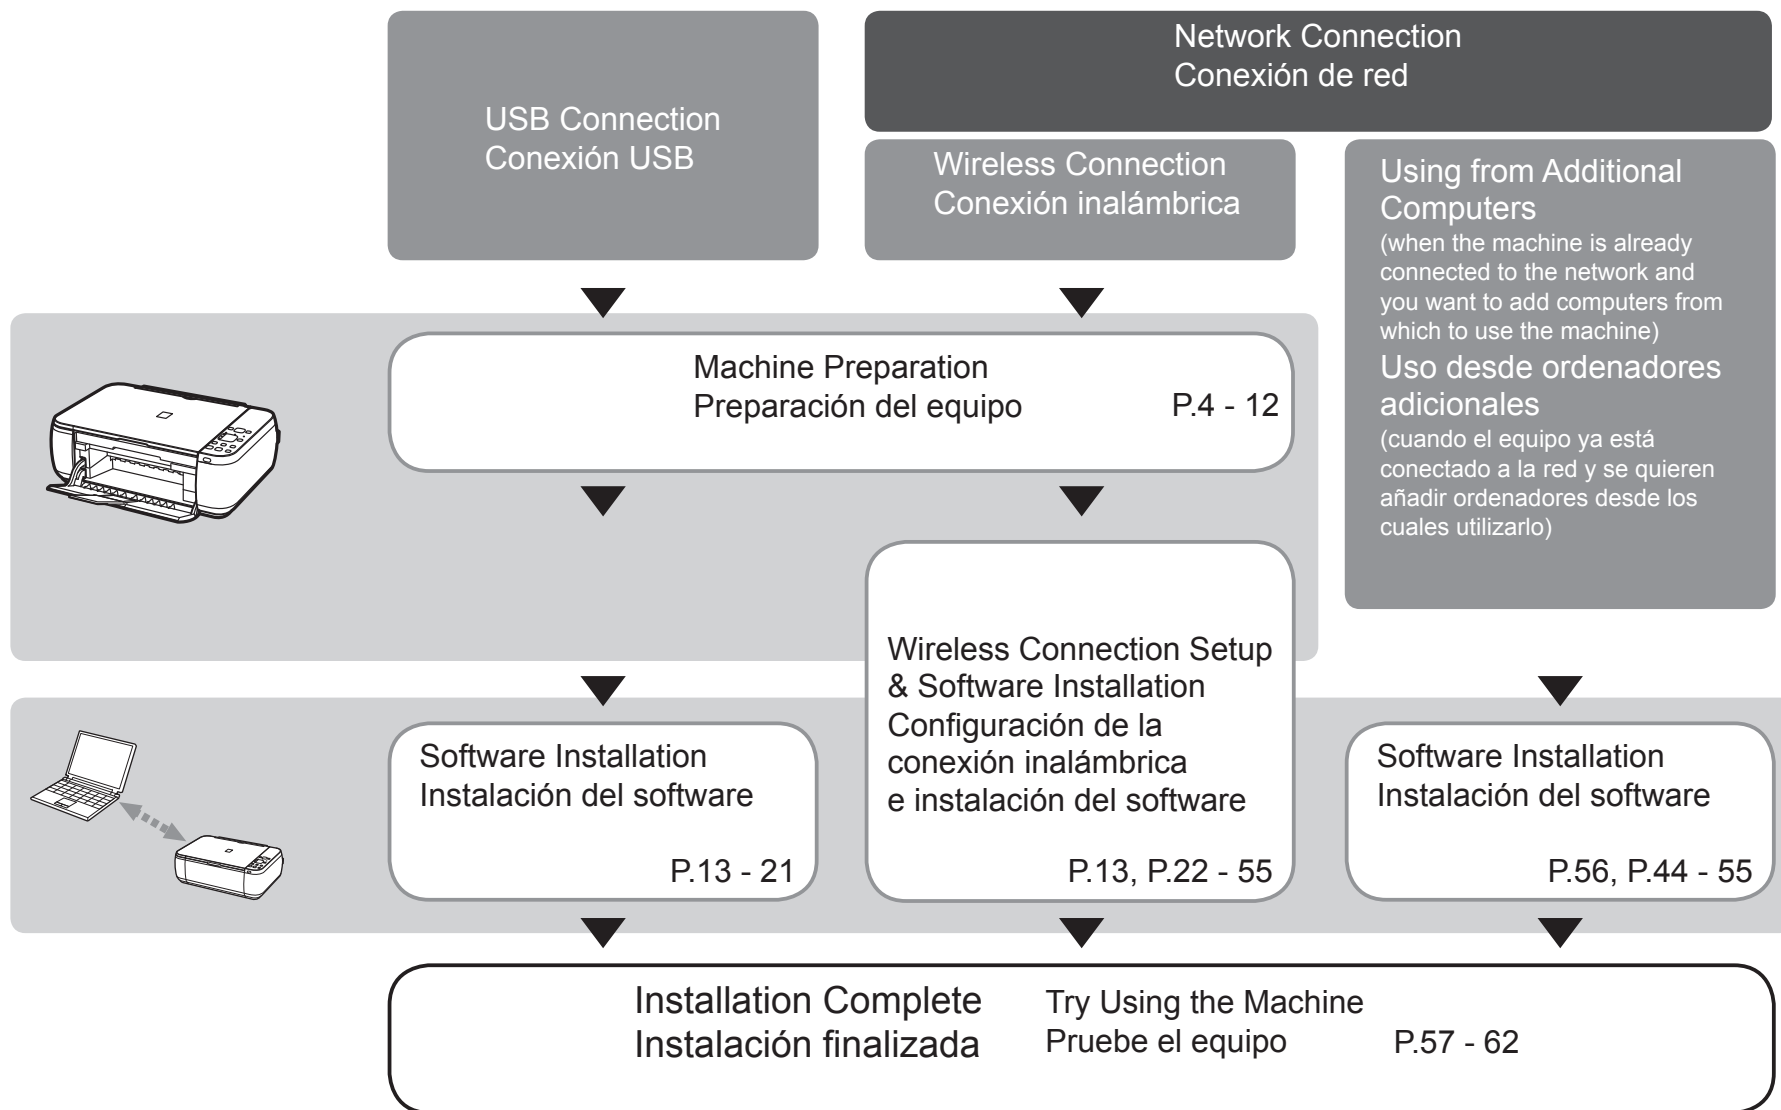 Network Connection
Conexión de red
USB Connection
Conexión USB
Wireless Connection
Conexión inalámbrica
Using from Additional
Computers
(when the machine is already
connected to the network and
you want to add computers from
which to use the machine)
Uso desde ordenadores
adicionales
(cuando el equipo ya está
conectado a la red y se quieren
añadir ordenadores desde los
cuales utilizarlo)
Machine Preparation
Preparación del equipo
P.4 - 12
Software Installation
Instalación del software
P.13 - 21
Wireless Connection Setup
& Software Installation
Configuración de la
conexión inalámbrica
e instalación del software
P.13, P.22 - 55
Software Installation
Instalación del software
P.56, P.44 - 55
Installation Complete
Instalación finalizada
Try Using the Machine
Pruebe el equipo
P.57 - 62